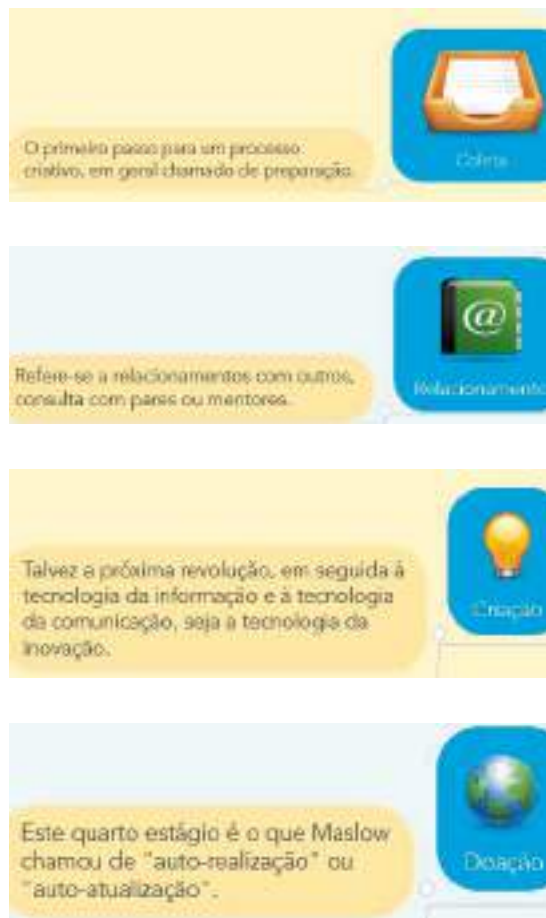 O primeiro passo para um processo
criativo, em geral chamado de preparação.
Coleta
Refere-se a relacionamentos com outros,
consulta com pares ou mentores.
@
Relacionamento
Talvez a próxima revolução, em seguida à
tecnologia da informação e à tecnologia
da comunicação, seja a tecnologia da
inovação.
Criação
Este quarto estágio é o que Maslow
chamou de "auto-realização" ou
"auto-atualização".
Doação